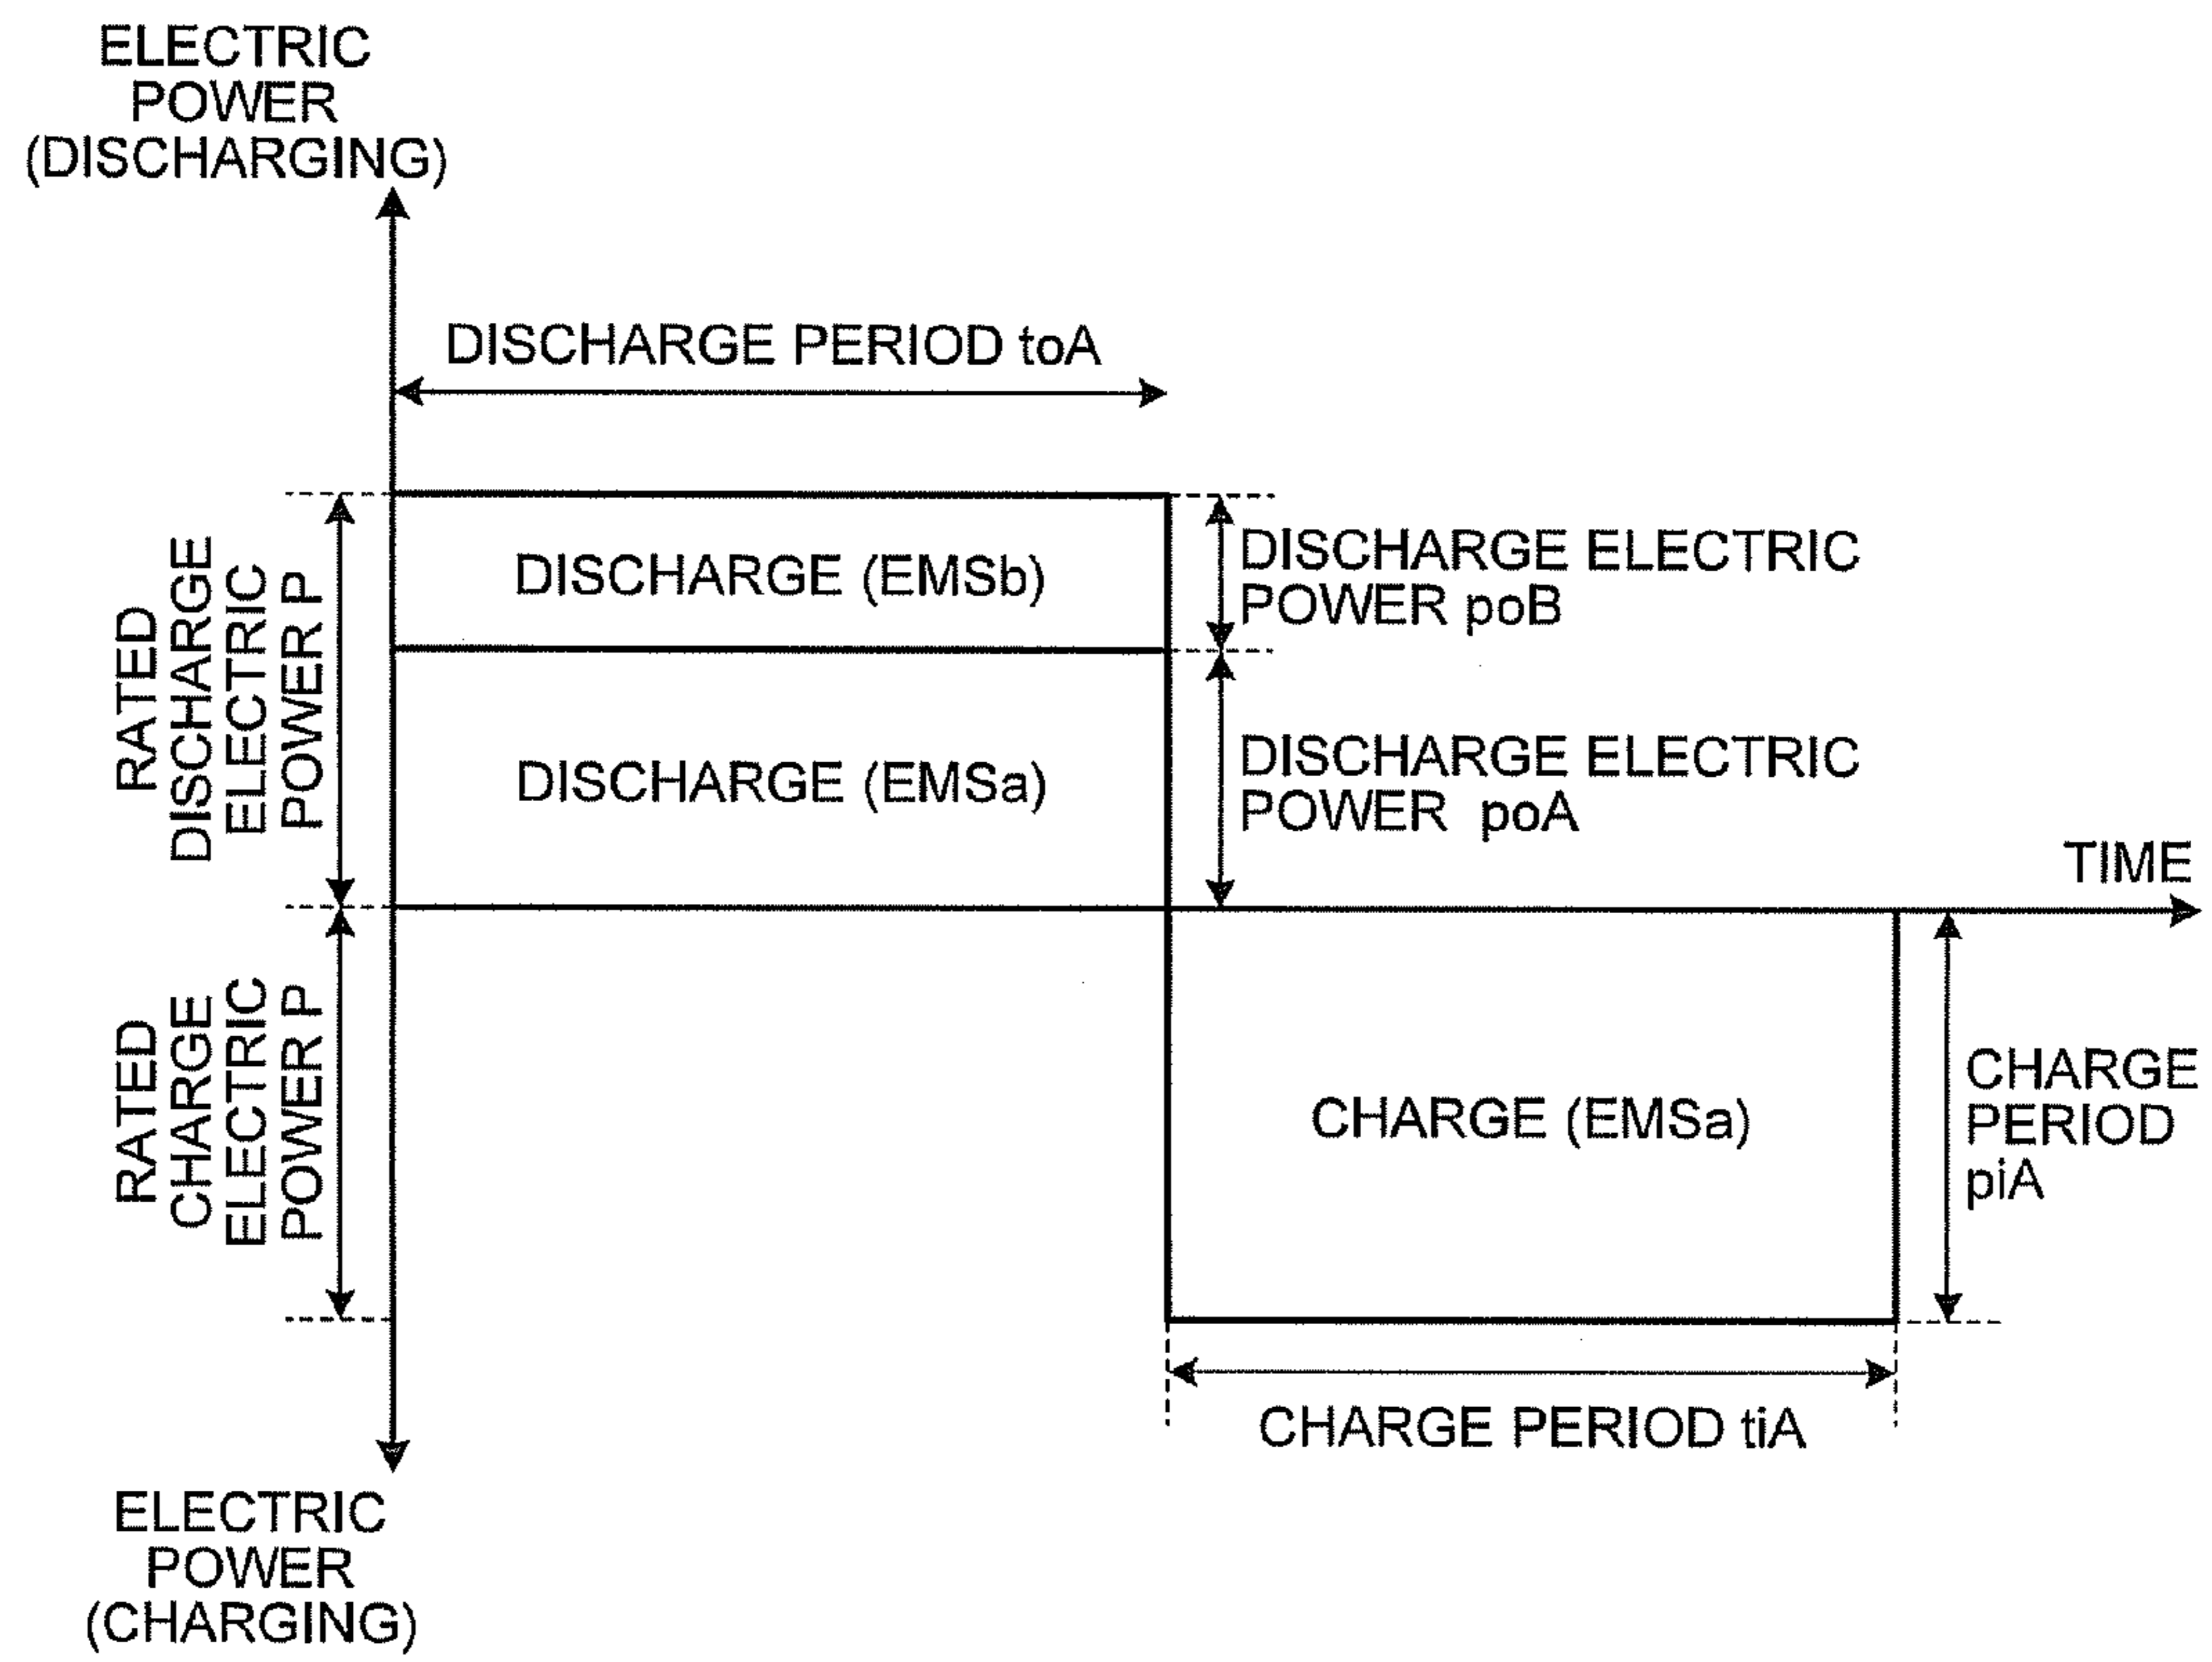 ELECTRIC
POWER
(DISCHARGING)
DISCHARGE PERIOD toA
RATED
DISCHARGE
ELECTRIC
POWER P
DISCHARGE (EMSb)
DISCHARGE ELECTRIC
POWER poB
DISCHARGE (EMSa)
DISCHARGE ELECTRIC
POWER poA
TIME
RATED
CHARGE
ELECTRIC
POWER P
CHARGE (EMSa)
CHARGE
PERIOD
piA
CHARGE PERIOD tiA
ELECTRIC
POWER
(CHARGING)